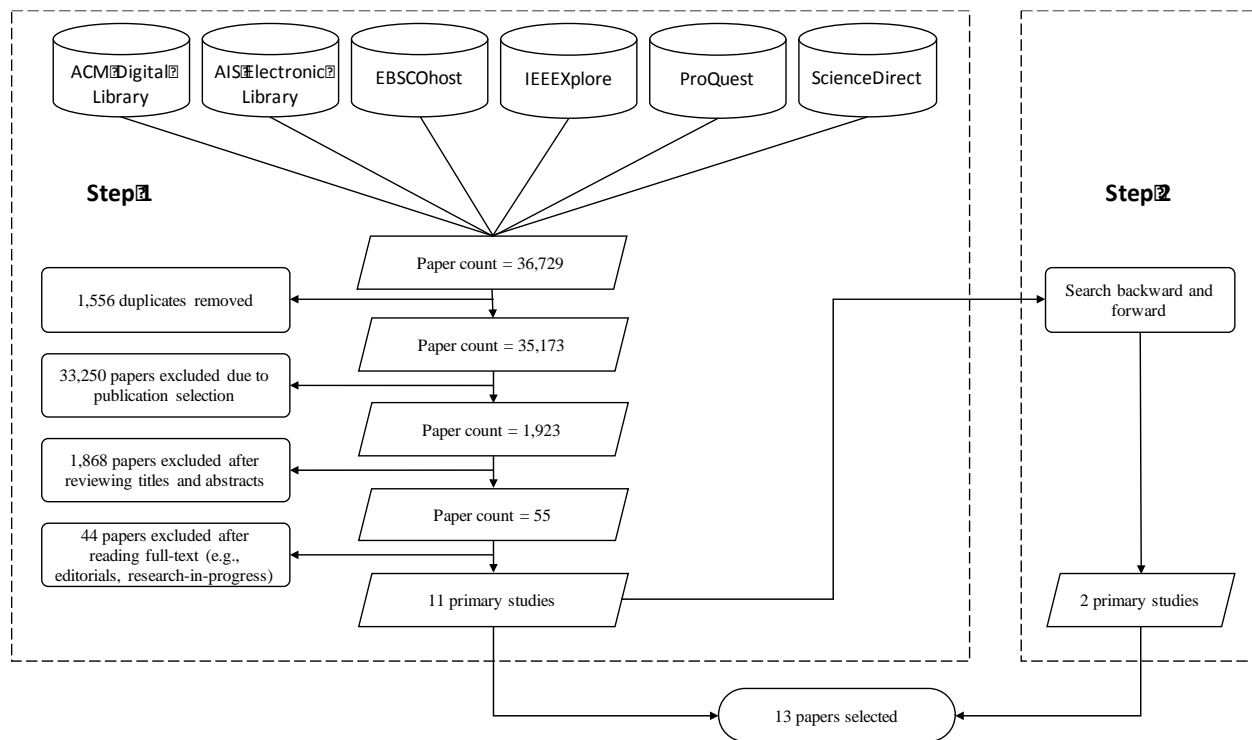 ACM Digital
Library
AIS Electronic
Library
EBSCOhost
IEEEXplore
ProQuest
ScienceDirect
Step 1
Step 2
Paper count = 36,729
1,556 duplicates removed
Search backward and
forward
Paper count = 35,173
33,250 papers excluded due to
publication selection
Paper count = 1,923
1,868 papers excluded after
reviewing titles and abstracts
Paper count = 55
44 papers excluded after
reading full-text (e.g.,
editorials, research-in-progress)
11 primary studies
2 primary studies
13 papers selected